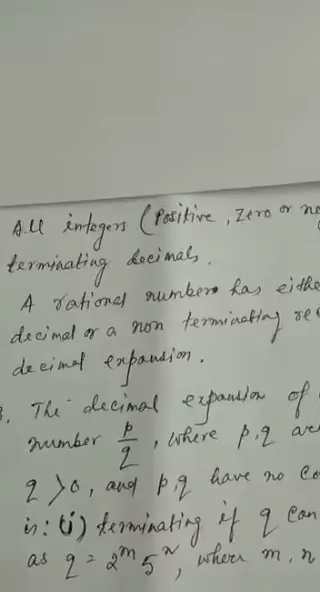 All integers (Positive, Zero or ne
terminating decimals.
A rational number has eithe
decimal or a non terminating re
decimal expansion.
3. The decimal expansion of
number p/q, where p,q are
q >0, and p,q have no co
is: (i) terminating if q can
as q = 2^m 5^n, where m, n